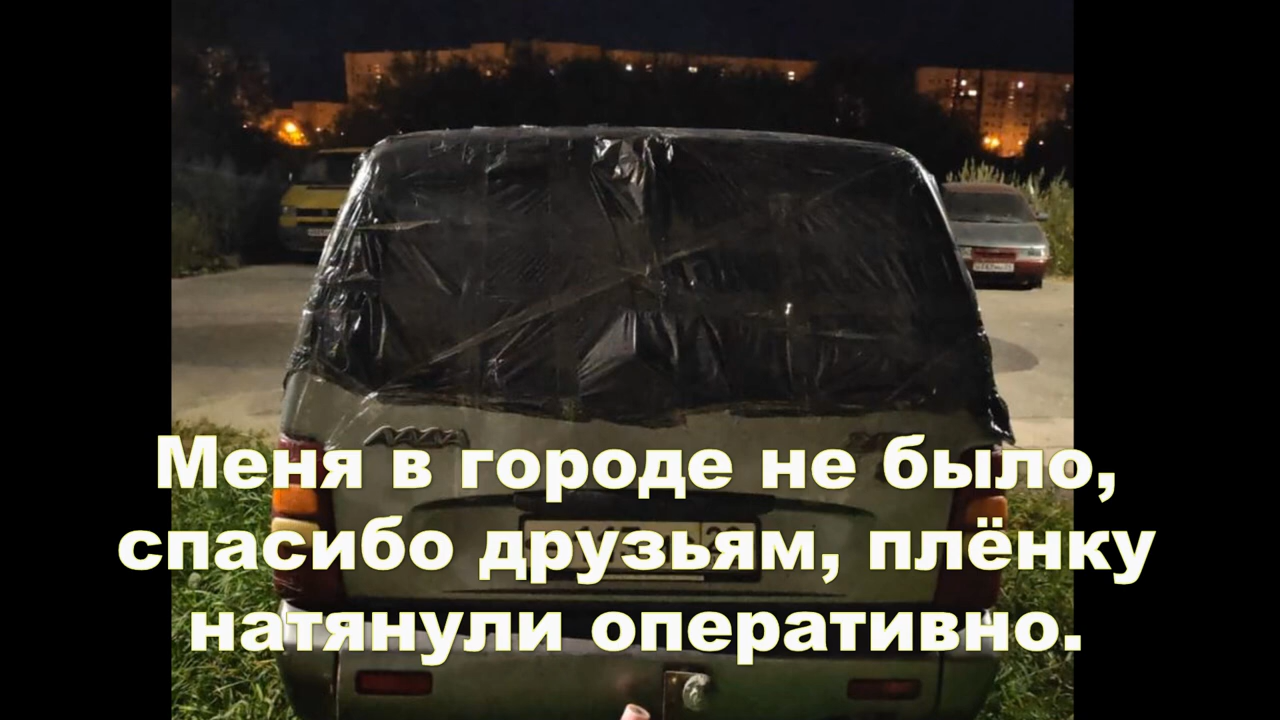 Меня в городе не было,
спасибо друзьям, плёнку
натянули оперативно.